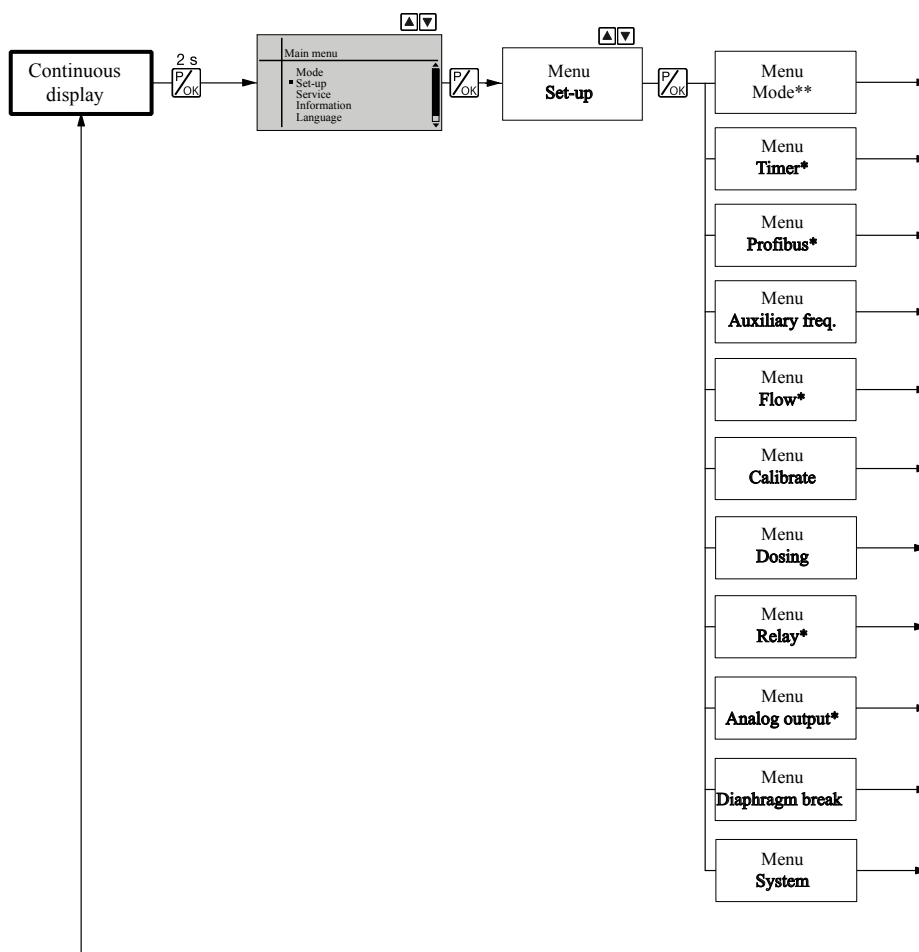 Continuous
display
2 s
P/OK
Main menu
Mode
Set-up
Service
Information
Language
P/OK
Menu
Set-up
P/OK
Menu
Mode**
Menu
Timer*
Menu
Profibus*
Menu
Auxiliary freq.
Menu
Flow*
Menu
Calibrate
Menu
Dosing
Menu
Relay*
Menu
Analog output*
Menu
Diaphragm break
Menu
System